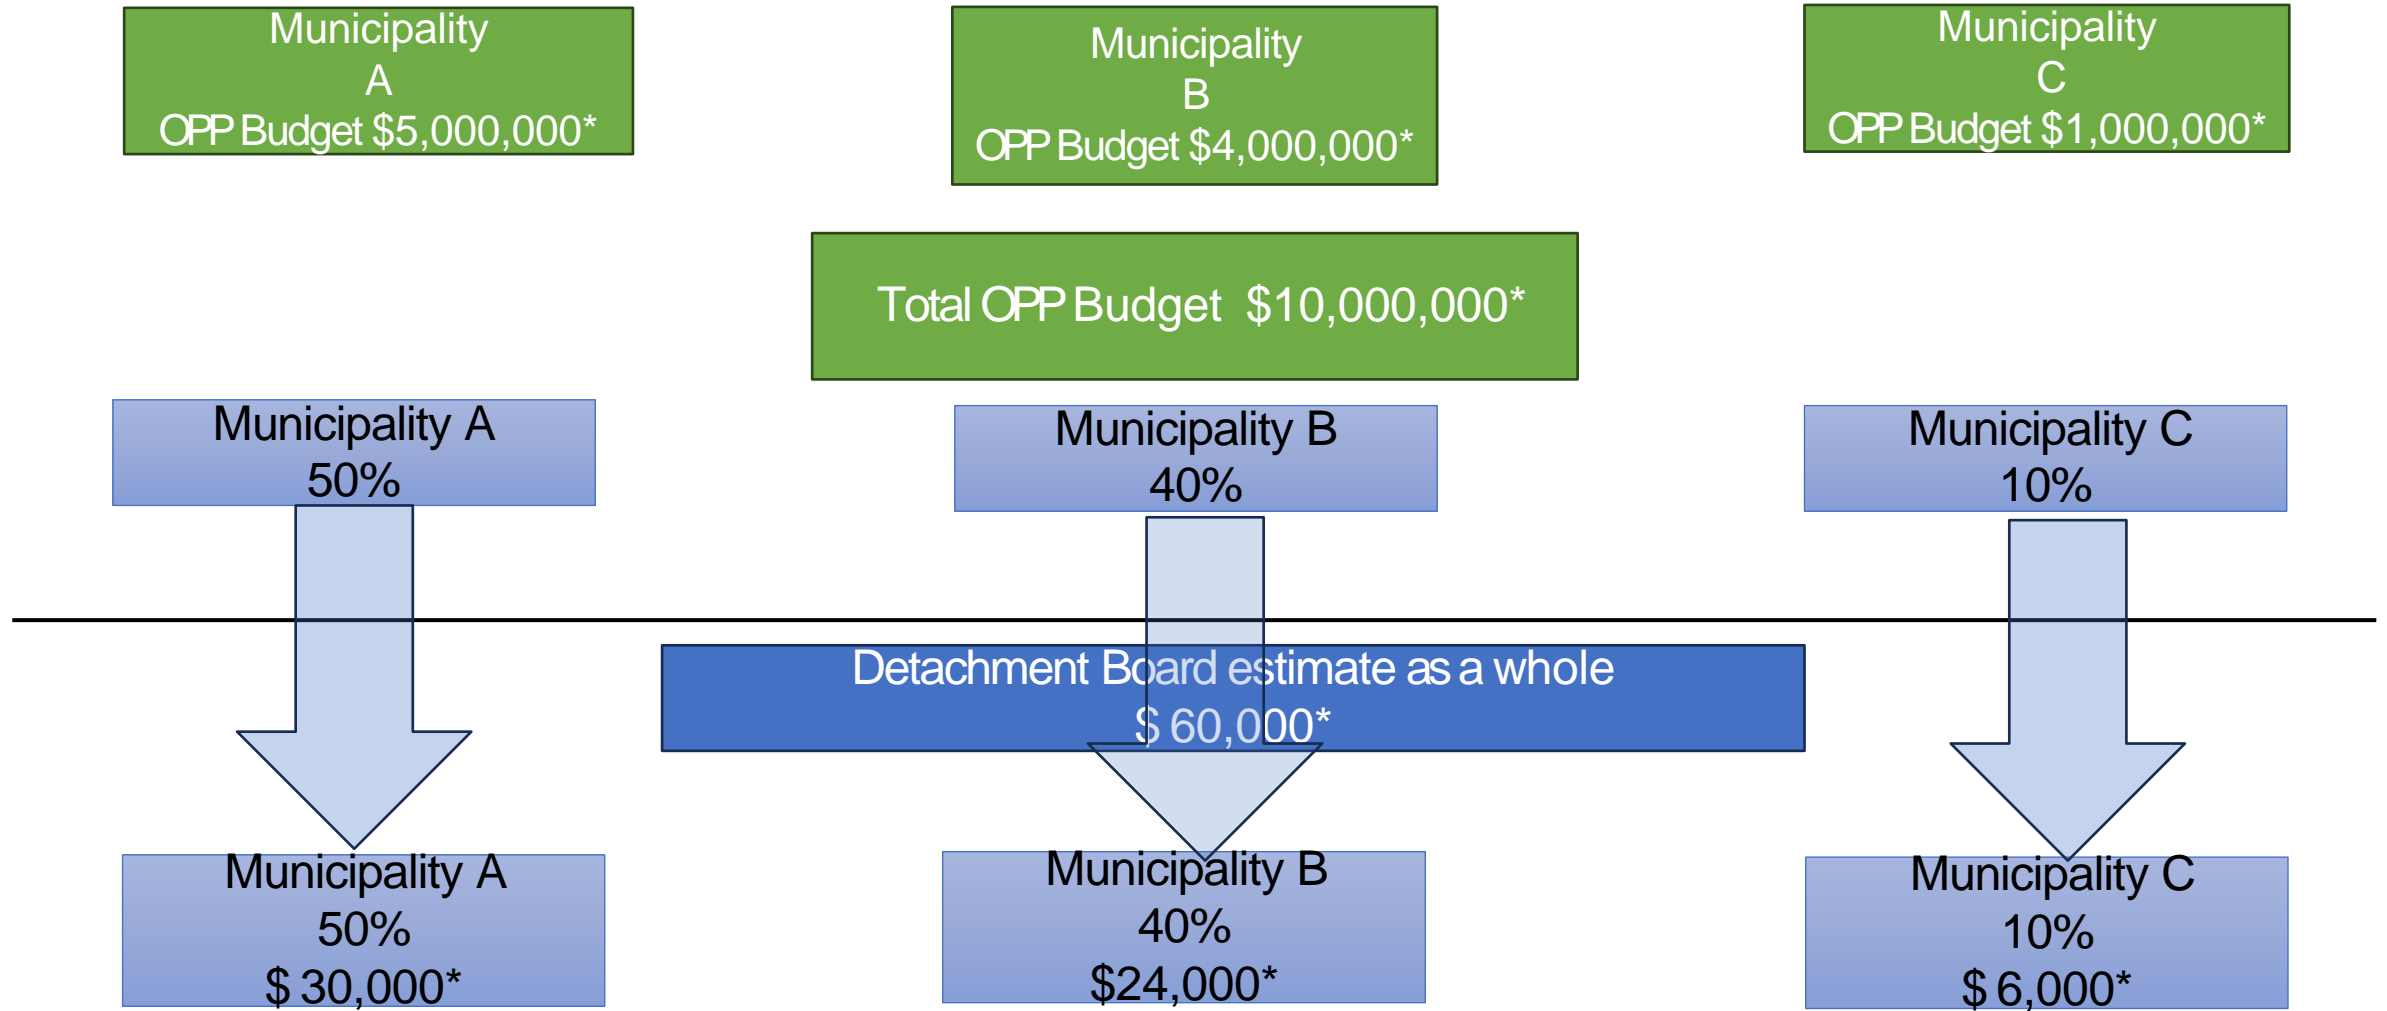 Municipality
A
OPP Budget $5,000,000*
Municipality
B
OPP Budget $4,000,000*
Municipality
C
OPP Budget $1,000,000*
Total OPP Budget $10,000,000*
Municipality A
50%
Municipality B
40%
Municipality C
10%
Detachment Board estimate as a whole
$ 60,000*
Municipality A
50%
$ 30,000*
Municipality B
40%
$24,000*
Municipality C
10%
$ 6,000*